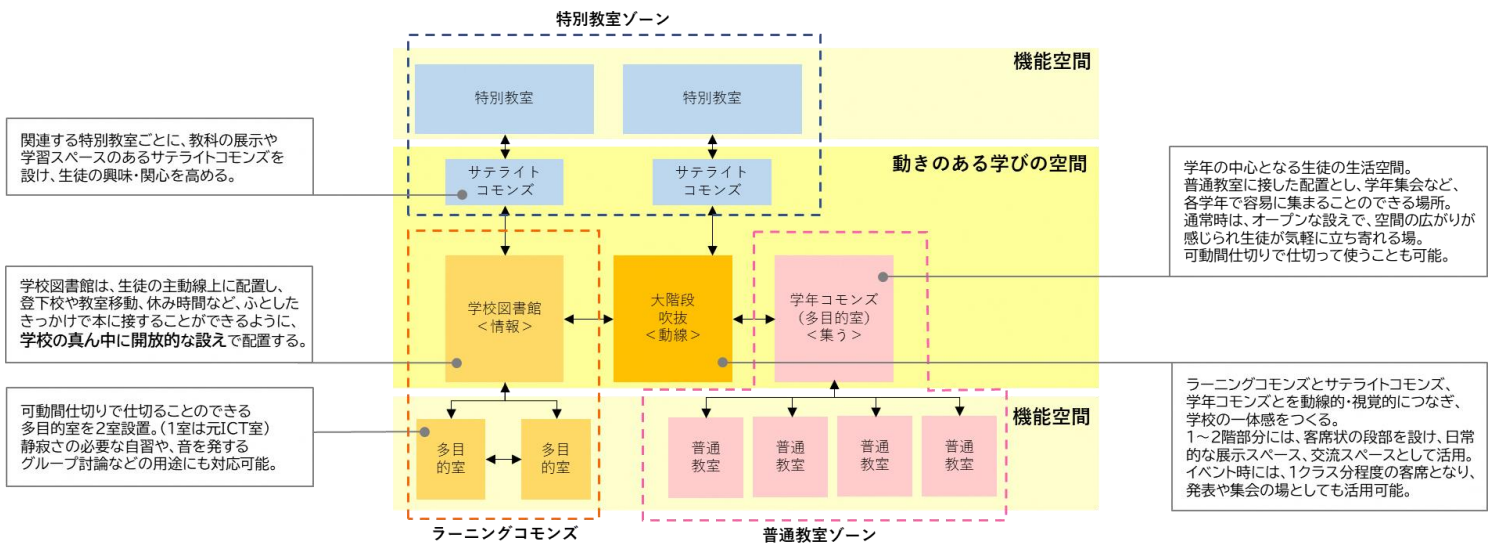 特別教室ゾーン
機能空間
特別教室
特別教室
関連する特別教室ごとに、教科の展示や
学習スペースのあるサテライトコモンズを
設け、生徒の興味・関心を高める。
動きのある学びの空間
サテライト
コモンズ
サテライト
コモンズ
学年の中心となる生徒の生活空間。
普通教室に接した配置とし、学年集会など、
各学年で容易に集まることのできる場所。
通常時は、オープンな設えで、空間の広がりが
感じられ生徒が気軽に立ち寄れる場。
可動間仕切りで仕切って使うことも可能。
学校図書館は、生徒の主動線上に配置し、
登下校や教室移動、休み時間など、ふとした
きっかけで本に接することができるように、
学校の真ん中に開放的な設えで配置する。
学校図書館
<情報>
大階段
吹抜
<動線>
学年コモンズ
(多目的室)
<集う>
可動間仕切りで仕切ることのできる
多目的室を2室設置。(1室は元ICT室)
静寂さの必要な自習や、音を発する
グループ討論などの用途にも対応可能。
機能空間
多目
的室
多目
的室
普通
教室
普通
教室
普通
教室
普通
教室
ラーニングコモンズとサテライトコモンズ、
学年コモンズとを動線的・視覚的につなぎ、
学校の一体感をつくる。
1~2階部分には、客席状の段部を設け、日常
的な展示スペース、交流スペースとして活用。
イベント時には、1クラス分程度の客席となり、
発表や集会の場としても活用可能。
ラーニングコモンズ
普通教室ゾーン